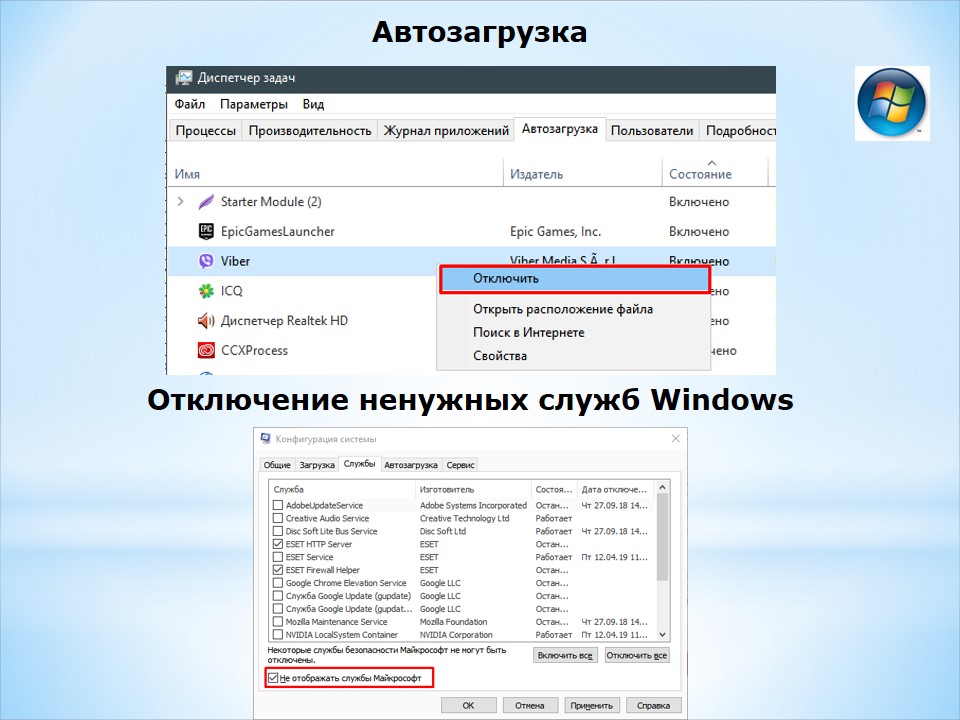 Автозагрузка
Диспетчер задач
Файл Параметры Вид
Процессы Производительность Журнал приложений Автозагрузка Пользователи Подробност
Имя Издатель Состояние
Starter Module (2) Включено
EpicGamesLauncher Epic Games, Inc. Включено
Viber Viber Media S.Ã r.l. Включено
Отключить
ICQ ено
Открыть расположение файла
Диспетчер Realtek HD ено
Поиск в Интернете
CCXProcess чено
Свойства
Отключение ненужных служб Windows
Конфигурация системы
Общие Загрузка Службы Автозагрузка Сервис
Служба Изготовитель Состоя... Дата отключе...
AdobeUpdateService Adobe Systems Incorporated Остан... Чт 27.09.18 14...
Creative Audio Service Creative Technology Ltd Работает
Disc Soft Lite Bus Service Disc Soft Ltd Работает Чт 27.09.18 14...
ESET HTTP Server ESET Остан...
ESET Service ESET Работает Пт 12.04.19 11...
ESET Firewall Helper ESET Остан...
Google Chrome Elevation Service Google LLC Остан...
Служба Google Update (gupdate) Google LLC Остан...
Служба Google Update (gupdat... Google LLC Остан...
Mozilla Maintenance Service Mozilla Foundation Остан... Чт 27.09.18 14...
NVIDIA LocalSystem Container NVIDIA Corporation Работает Пт 12.04.19 11...
Некоторые службы безопасности Майкрософт не могут быть
отключены.
Включить все Отключить все
Не отображать службы Майкрософт
ОК Отмена Применить Справка